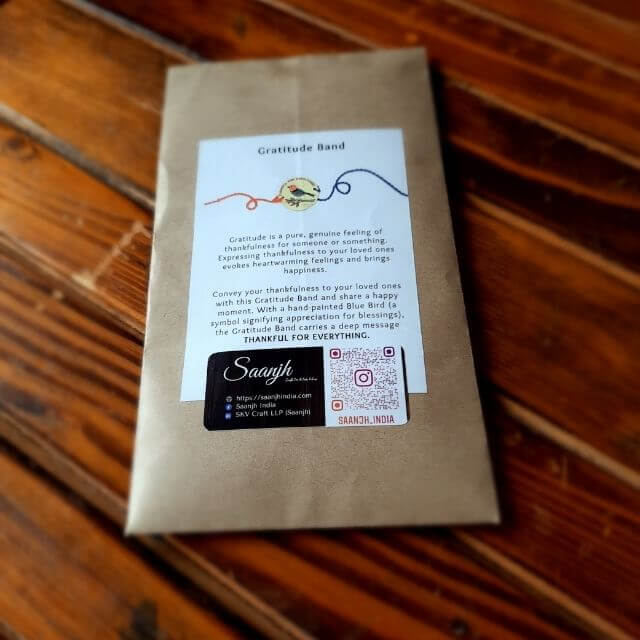 Gratitude Band
Gratitude is a pure, genuine feeling of
thankfulness for someone or something.
Expressing thankfulness to your loved ones
evokes heartwarming feelings and brings
happiness.
Convey your thankfulness to your loved ones
with this Gratitude Band and share a happy
moment. With a hand-painted Blue Bird (a
symbol signifying appreciation for blessings),
the Gratitude Band carries a deep message
THANKFUL FOR EVERYTHING.
Saanjh
https://saanjhindia.com
Saanjh India
SKV Craft LLP (Saanjh)
SAANJH_INDIA